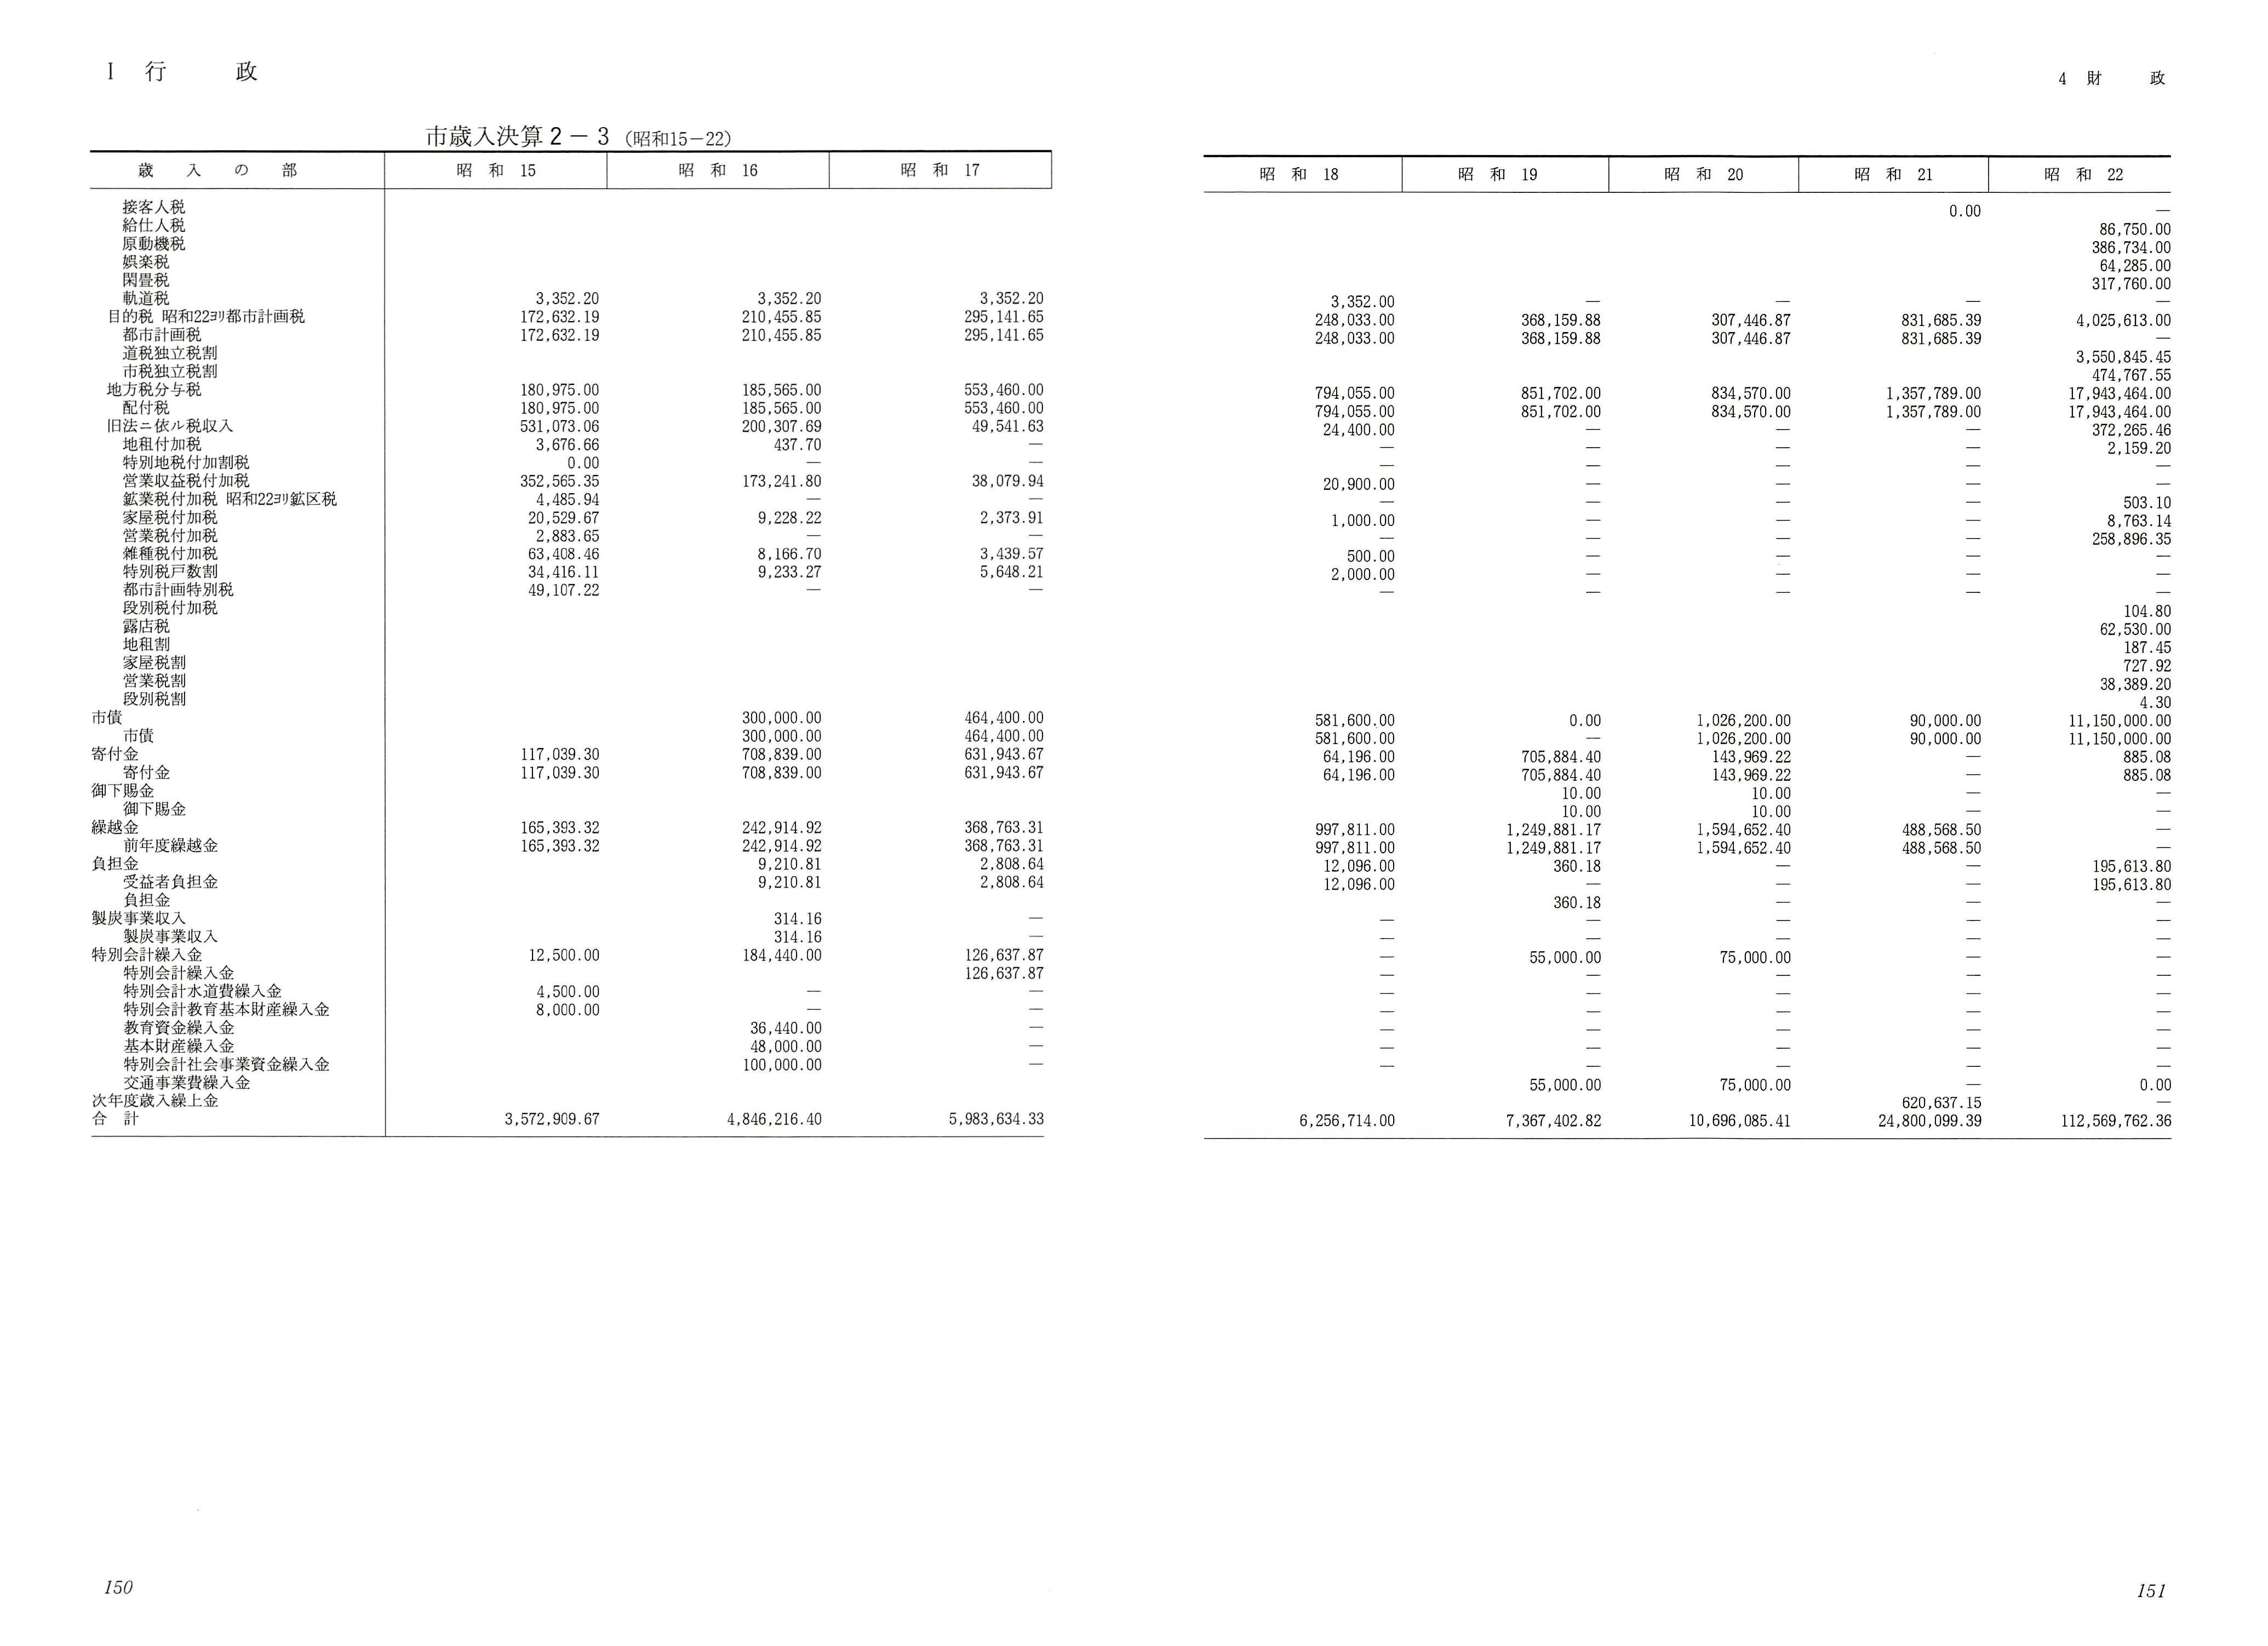 I 行 政
市歳入決算2－3（昭和15－22）
歳入の部 昭和15 昭和16 昭和17
接客人税
給仕人税
原動機税
娯楽税
閑畳税
軌道税 3,352.20 3,352.20 3,352.20
目的税 昭和22ヨリ都市計画税 172,632.19 210,455.85 295,141.65
都市計画税 172,632.19 210,455.85 295,141.65
道税独立税割
市税独立税割
地方税分与税 180,975.00 185,565.00 553,460.00
配付税 180,975.00 185,565.00 553,460.00
旧法ニ依ル税収入 531,073.06 200,307.69 49,541.63
地租付加税 3,676.66 437.70 —
特別地税付加割税 0.00 — —
営業収益税付加税 352,565.35 173,241.80 38,079.94
鉱業税付加税 昭和22ヨリ鉱区税 4,485.94 — —
家屋税付加税 20,529.67 9,228.22 2,373.91
営業税付加税 2,883.65 — —
雑種税付加税 63,408.46 8,166.70 3,439.57
特別税戸数割 34,416.11 9,233.27 5,648.21
都市計画特別税 49,107.22 — —
段別税付加税
露店税
地租割
家屋税割
営業税割
段別税割
市債 300,000.00 464,400.00
市債 300,000.00 464,400.00
寄付金 117,039.30 708,839.00 631,943.67
寄付金 117,039.30 708,839.00 631,943.67
御下賜金
御下賜金
繰越金 165,393.32 242,914.92 368,763.31
前年度繰越金 165,393.32 242,914.92 368,763.31
負担金 9,210.81 2,808.64
受益者負担金 9,210.81 2,808.64
負担金
製炭事業収入 314.16 —
製炭事業収入 314.16 —
特別会計繰入金 12,500.00 184,440.00 126,637.87
特別会計繰入金 126,637.87
特別会計水道費繰入金 4,500.00 — —
特別会計教育基本財産繰入金 8,000.00 — —
教育資金繰入金 36,440.00 —
基本財産繰入金 48,000.00 —
特別会計社会事業資金繰入金 100,000.00 —
交通事業費繰入金
次年度歳入繰上金
合計 3,572,909.67 4,846,216.40 5,983,634.33
150
4 財 政
昭和18 昭和19 昭和20 昭和21 昭和22
0.00 —
86,750.00
386,734.00
64,285.00
317,760.00
3,352.00 — — — —
248,033.00 368,159.88 307,446.87 831,685.39 4,025,613.00
248,033.00 368,159.88 307,446.87 831,685.39 —
3,550,845.45
474,767.55
794,055.00 851,702.00 834,570.00 1,357,789.00 17,943,464.00
794,055.00 851,702.00 834,570.00 1,357,789.00 17,943,464.00
24,400.00 — — — 372,265.46
— — — — 2,159.20
— — — — —
20,900.00 — — — —
— — — — 503.10
1,000.00 — — — 8,763.14
— — — — 258,896.35
500.00 — — — —
2,000.00 — — — —
— — — — —
104.80
62,530.00
187.45
727.92
38,389.20
4.30
581,600.00 0.00 1,026,200.00 90,000.00 11,150,000.00
581,600.00 — 1,026,200.00 90,000.00 11,150,000.00
64,196.00 705,884.40 143,969.22 — 885.08
64,196.00 705,884.40 143,969.22 — 885.08
10.00 10.00 — —
10.00 10.00 — —
997,811.00 1,249,881.17 1,594,652.40 488,568.50 —
997,811.00 1,249,881.17 1,594,652.40 488,568.50 —
12,096.00 360.18 — — 195,613.80
12,096.00 — — — 195,613.80
360.18 — — —
— — — — —
— — — — —
— 55,000.00 75,000.00 — —
— — — — —
— — — — —
— — — — —
— — — — —
— — — — —
— — — — —
55,000.00 75,000.00 — 0.00
620,637.15 —
6,256,714.00 7,367,402.82 10,696,085.41 24,800,099.39 112,569,762.36
151